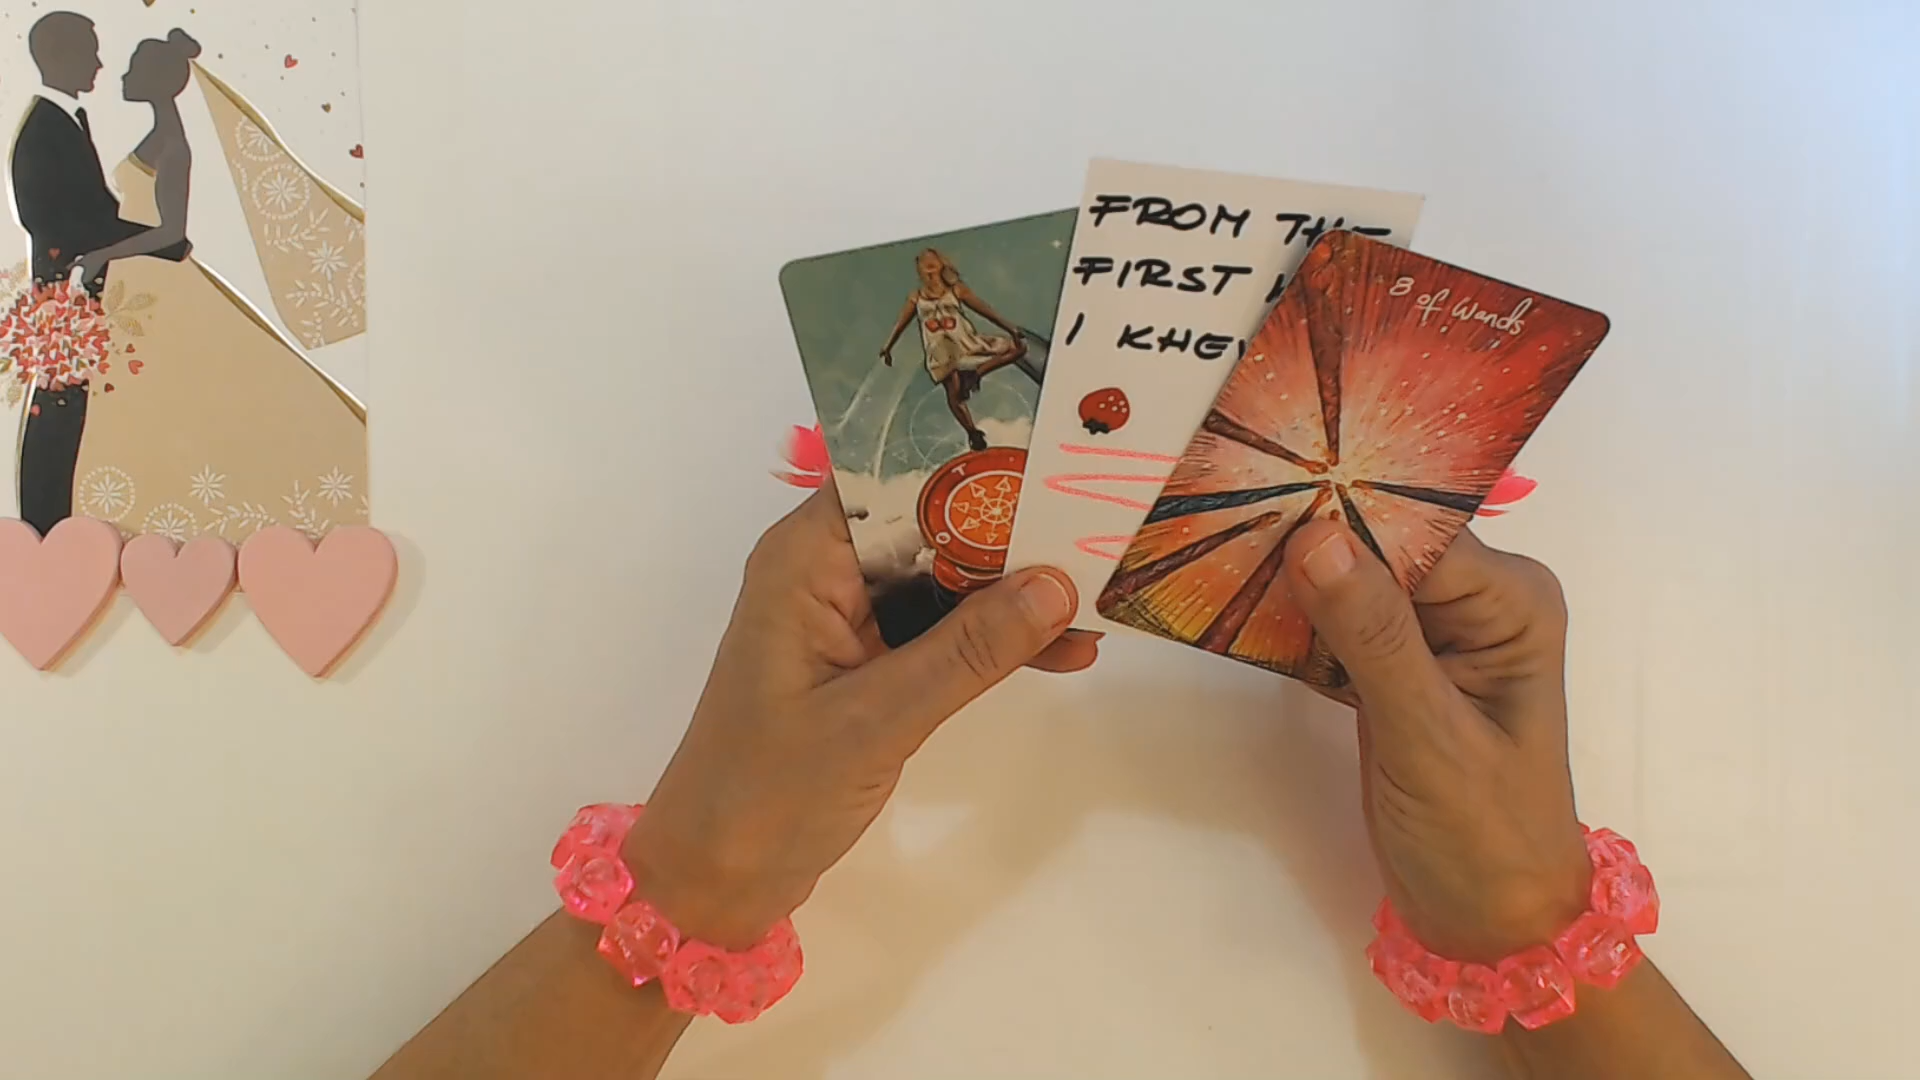 FROM THE
FIRST
I KNEW
8 of Wands
T
O